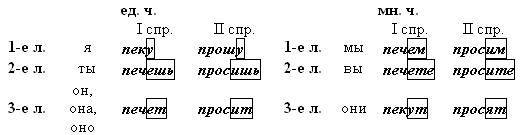 ед. ч. мн. ч.
I спр. II спр. I спр. II спр.
1-е л. я пеку прошу 1-е л. мы печем просим
2-е л. ты печешь просишь 2-е л. вы печете просите
он,
3-е л. она, печет просит 3-е л. они пекут просят
оно